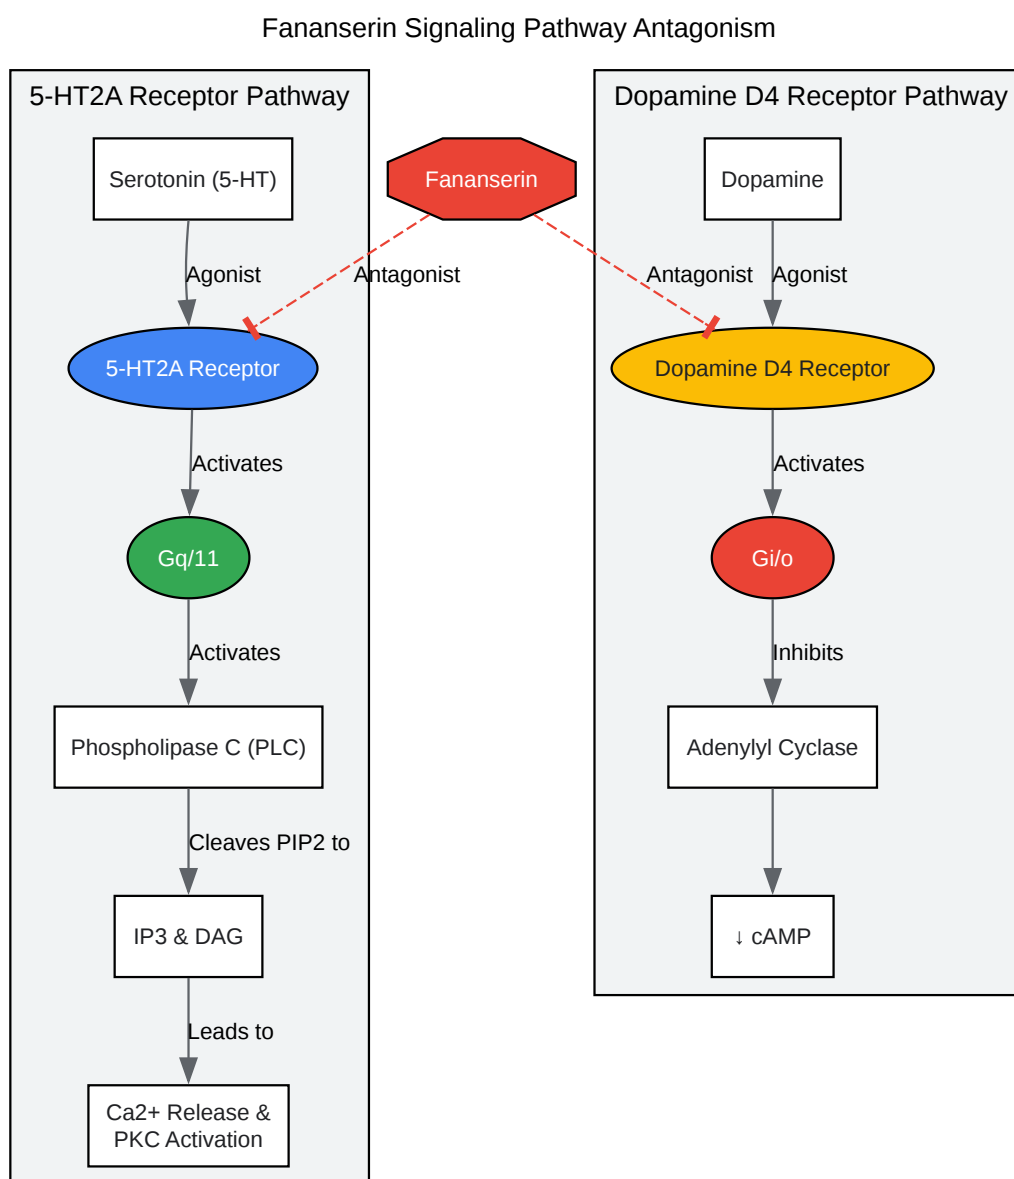 Fananserin Signaling Pathway Antagonism
5-HT2A Receptor Pathway
Serotonin (5-HT)
Agonist
5-HT2A Receptor
Activates
Gq/11
Activates
Phospholipase C (PLC)
Cleaves PIP2 to
IP3 & DAG
Leads to
Ca2+ Release &
PKC Activation
Fananserin
Antagonist
Antagonist
Dopamine D4 Receptor Pathway
Dopamine
Agonist
Dopamine D4 Receptor
Activates
Gi/o
Inhibits
Adenylyl Cyclase
↓ cAMP